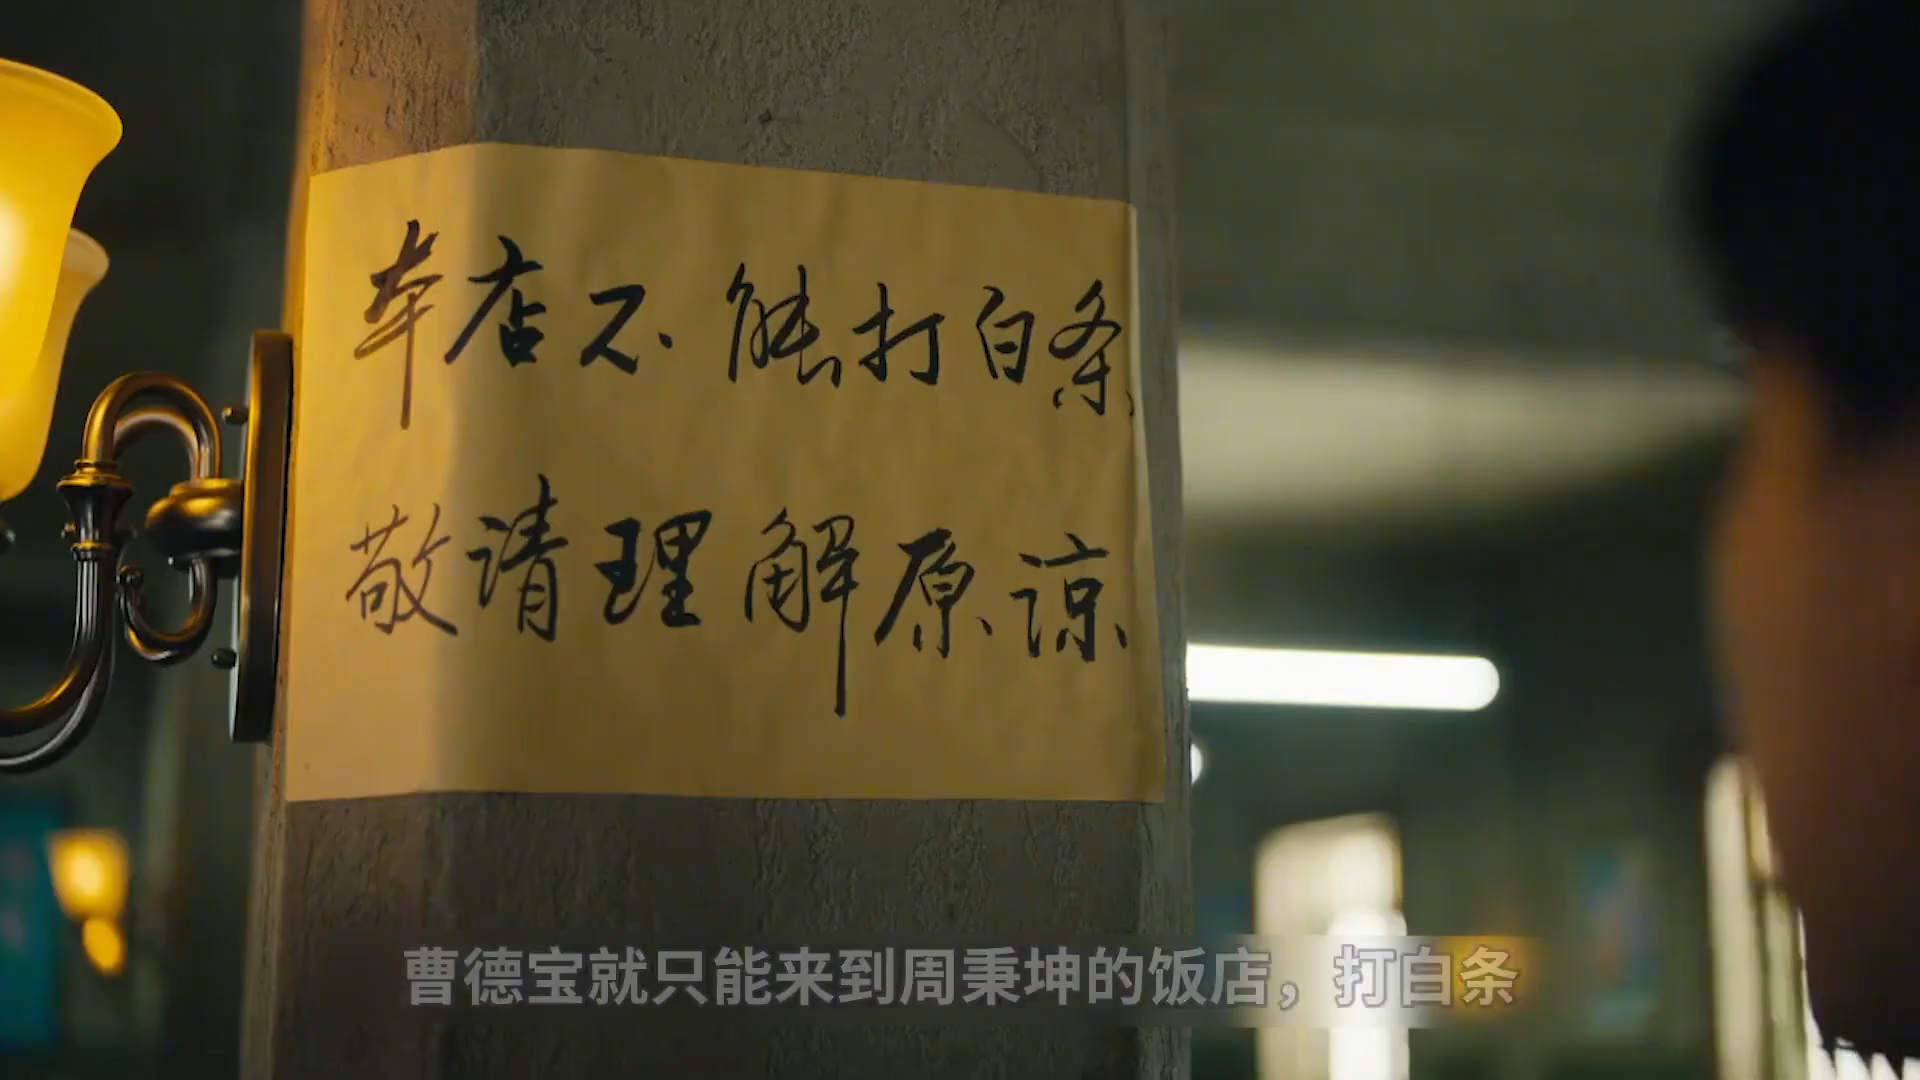 本店不能打白条
敬请理解原谅
曹德宝就只能来到周秉坤的饭店，打白条